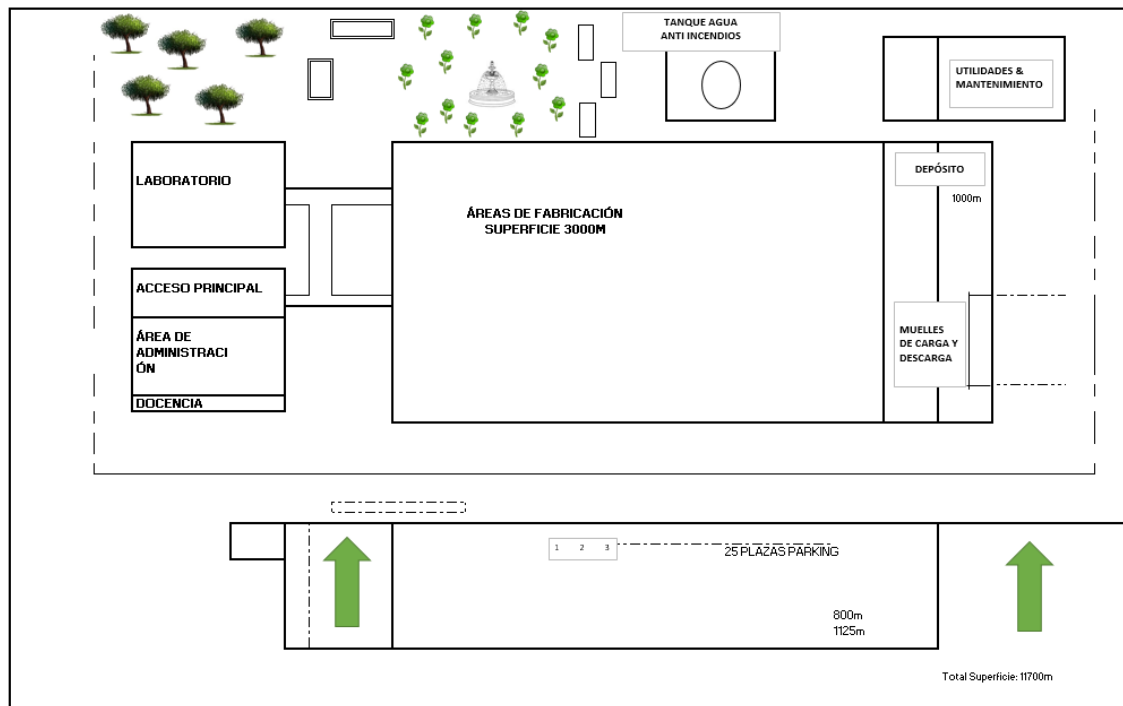 TANQUE AGUA
ANTI INCENDIOS
UTILIDADES &
MANTENIMIENTO
LABORATORIO
DEPÓSITO
1000m
ÁREAS DE FABRICACIÓN
SUPERFICIE 3000M
ACCESO PRINCIPAL
ÁREA DE
ADMINISTRACI
ÓN
DOCENCIA
MUELLES
DE CARGA Y
DESCARGA
1 2 3
25 PLAZAS PARKING
800m
1125m
Total Superficie: 11700m